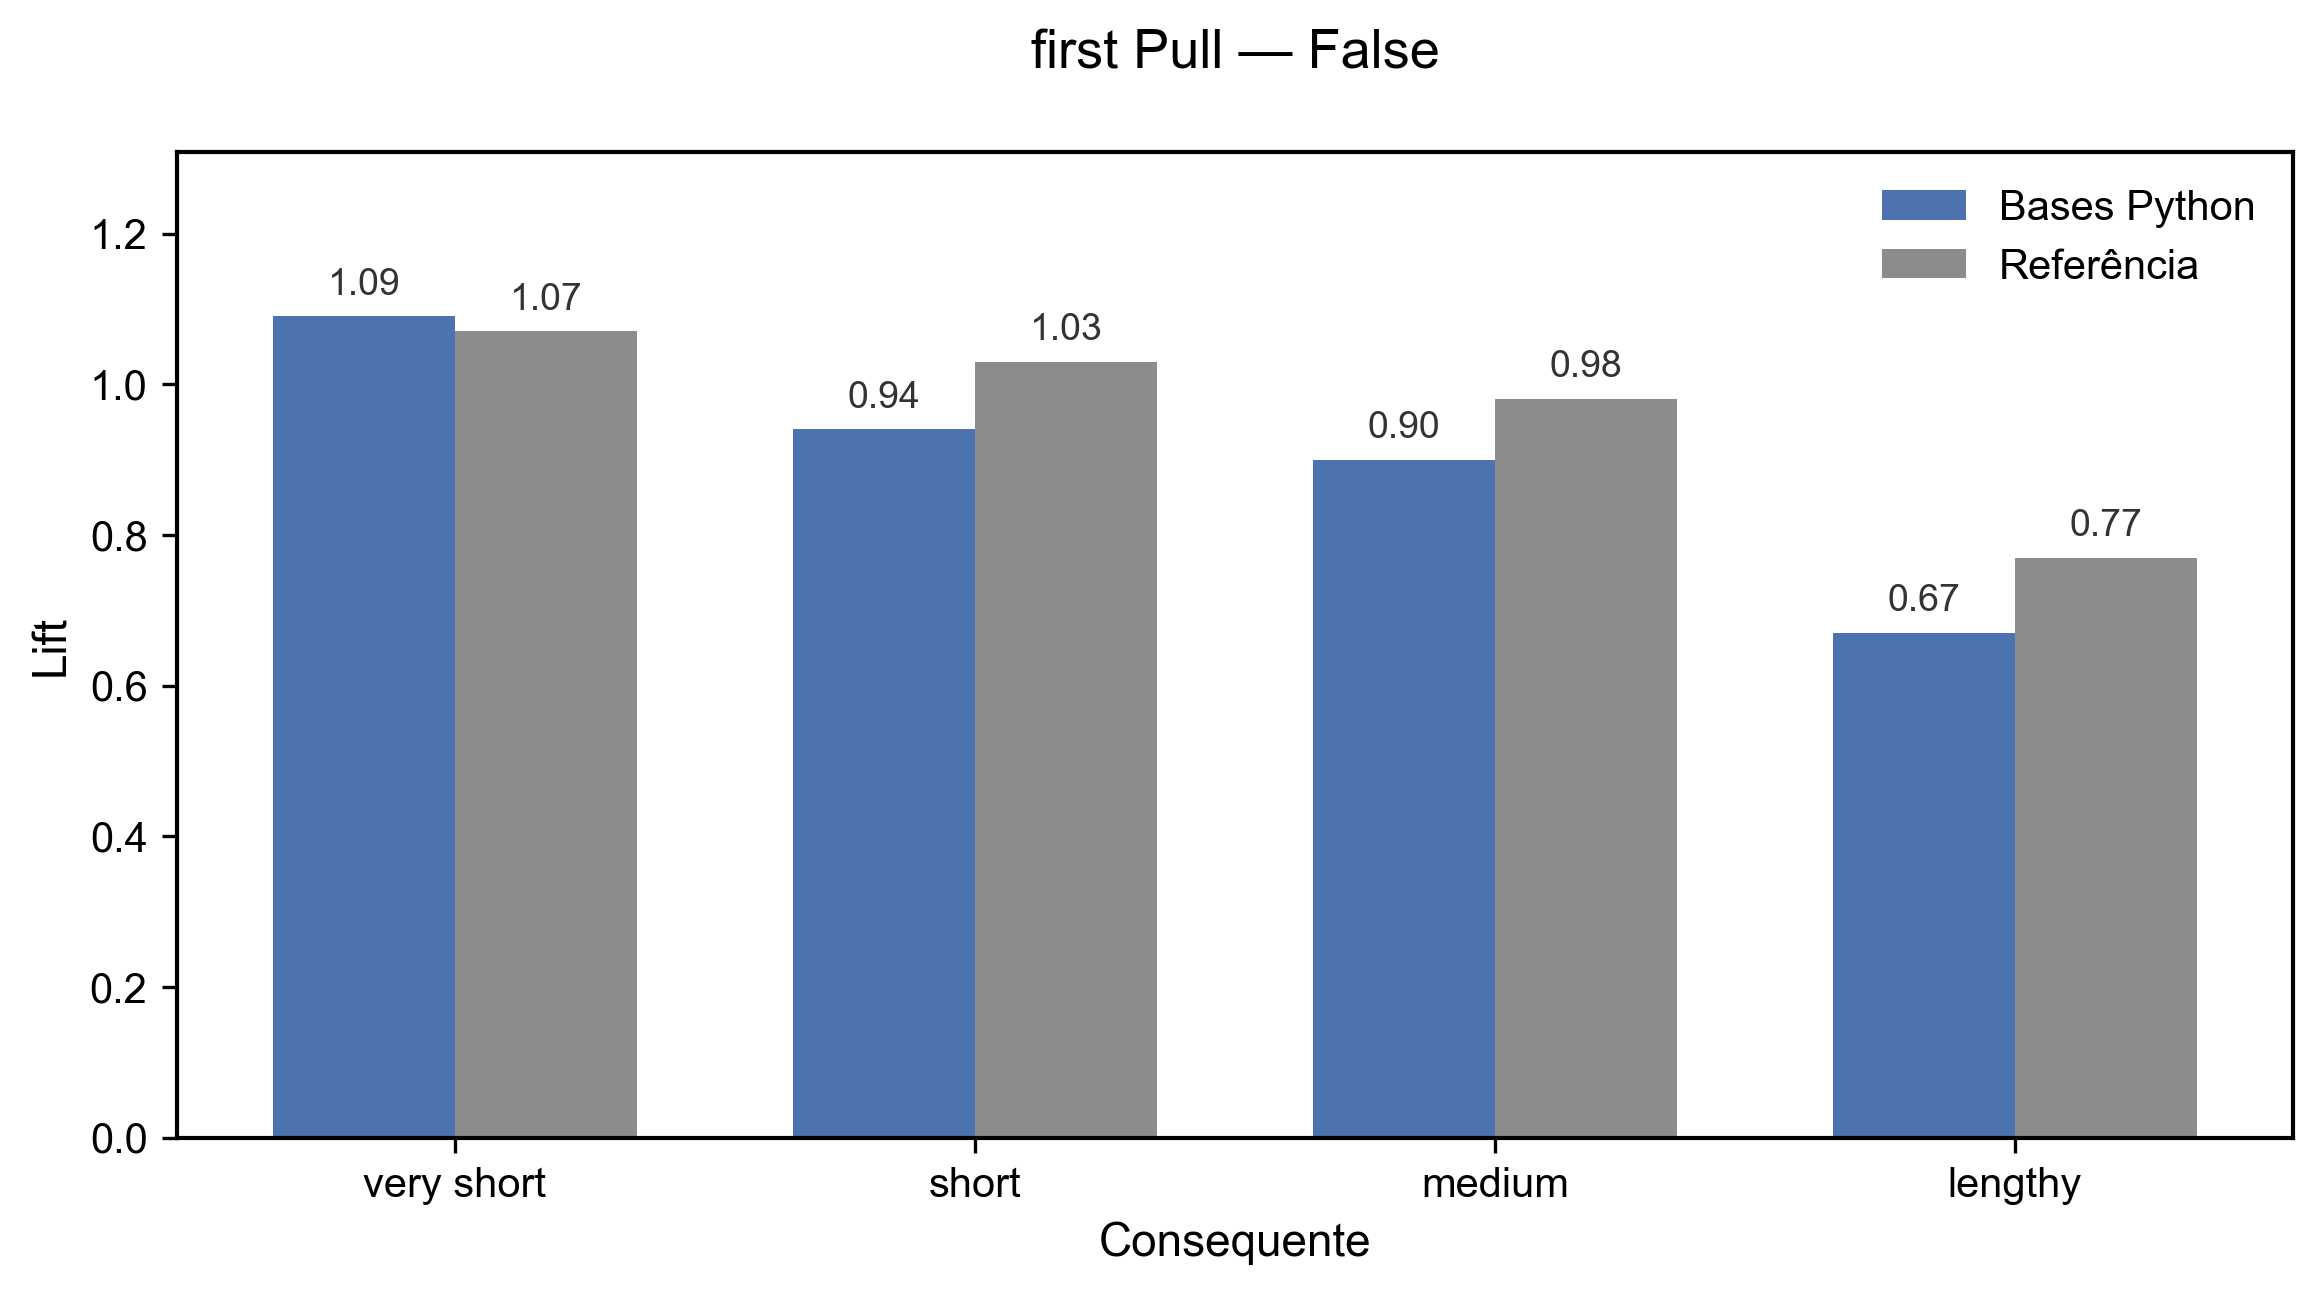 first Pull — False
Bases Python
Referência
1.2
1.0
0.8
0.6
0.4
0.2
0.0
Lift
1.09
1.07
0.94
1.03
0.90
0.98
0.67
0.77
very short
short
medium
lengthy
Consequente